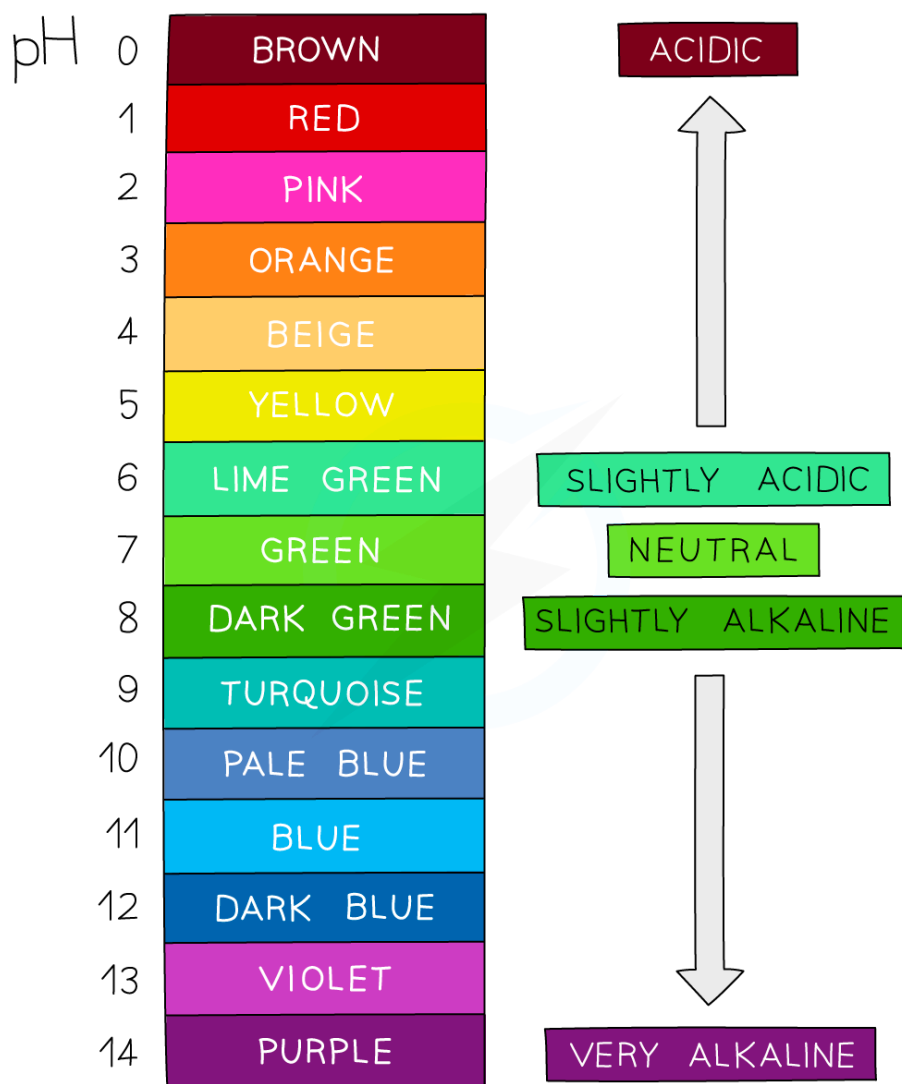 pH 0 BROWN ACIDIC
1 RED
2 PINK
3 ORANGE
4 BEIGE
5 YELLOW
6 LIME GREEN SLIGHTLY ACIDIC
7 GREEN NEUTRAL
8 DARK GREEN SLIGHTLY ALKALINE
9 TURQUOISE
10 PALE BLUE
11 BLUE
12 DARK BLUE
13 VIOLET
14 PURPLE VERY ALKALINE